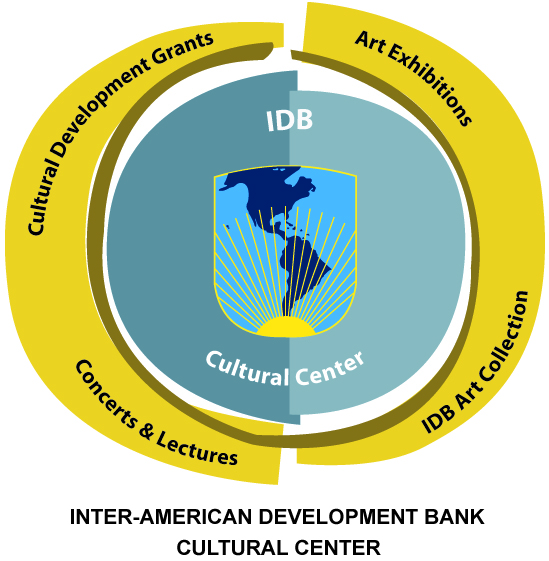 Cultural Development Grants
Art Exhibitions
IDB
Cultural Center
Concerts & Lectures
IDB Art Collection
INTER-AMERICAN DEVELOPMENT BANK
CULTURAL CENTER